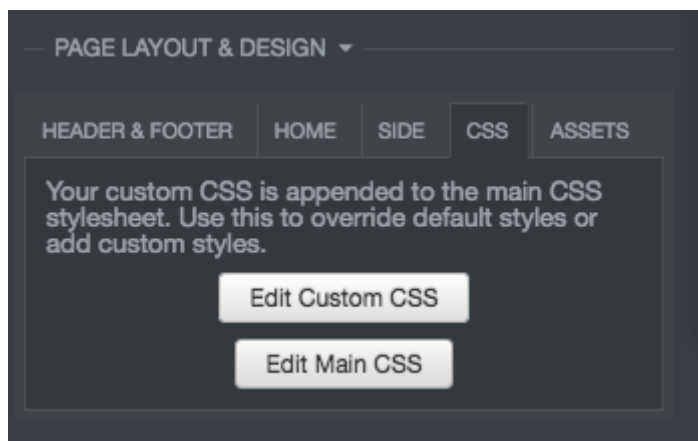 PAGE LAYOUT & DESIGN
HEADER & FOOTER HOME SIDE CSS ASSETS
Your custom CSS is appended to the main CSS
stylesheet. Use this to override default styles or
add custom styles.
Edit Custom CSS
Edit Main CSS